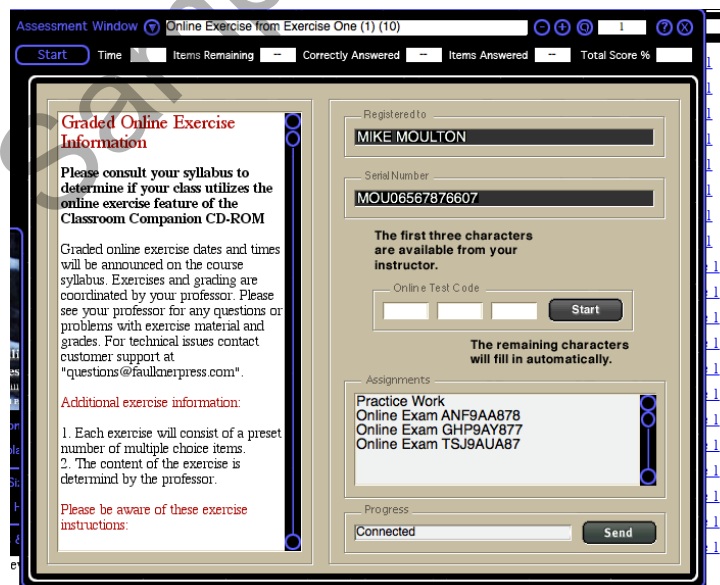 Assessment Window Online Exercise from Exercise One (1) (10) 1
Start Time Items Remaining -- Correctly Answered -- Items Answered -- Total Score %
Graded Online Exercise
Information
Please consult your syllabus to
determine if your class utilizes the
online exercise feature of the
Classroom Companion CD-ROM
Graded online exercise dates and times
will be announced on the course
syllabus. Exercises and grading are
coordinated by your professor. Please
see your professor for any questions or
problems with exercise material and
grades. For technical issues contact
customer support at
"questions@faulknerpress.com".
Additional exercise information:
1. Each exercise will consist of a preset
number of multiple choice items.
2. The content of the exercise is
determind by the professor.
Please be aware of these exercise
instructions:
Registered to
MIKE MOULTON
Serial Number
MOU06567876607
The first three characters
are available from your
instructor.
Online Test Code
Start
The remaining characters
will fill in automatically.
Assignments
Practice Work
Online Exam ANF9AA878
Online Exam GHP9AY877
Online Exam TSJ9AUA87
Progress
Connected
Send